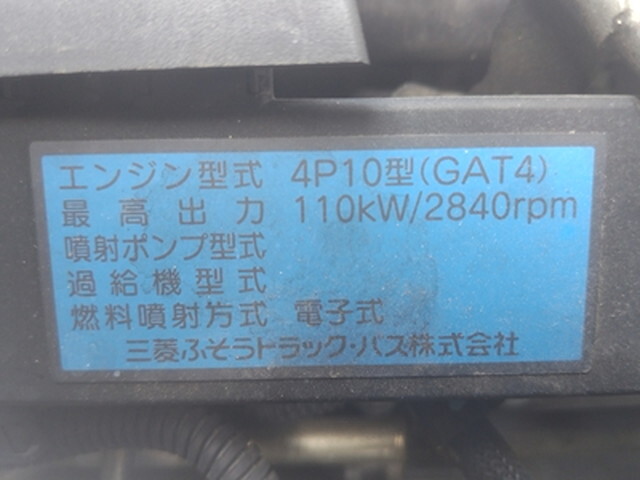 エンジン型式 4P10型(GAT4)
最高出力 110kW/2840rpm
噴射ポンプ型式
過給機型式
燃料噴射方式 電子式
三菱ふそうトラック・バス株式会社